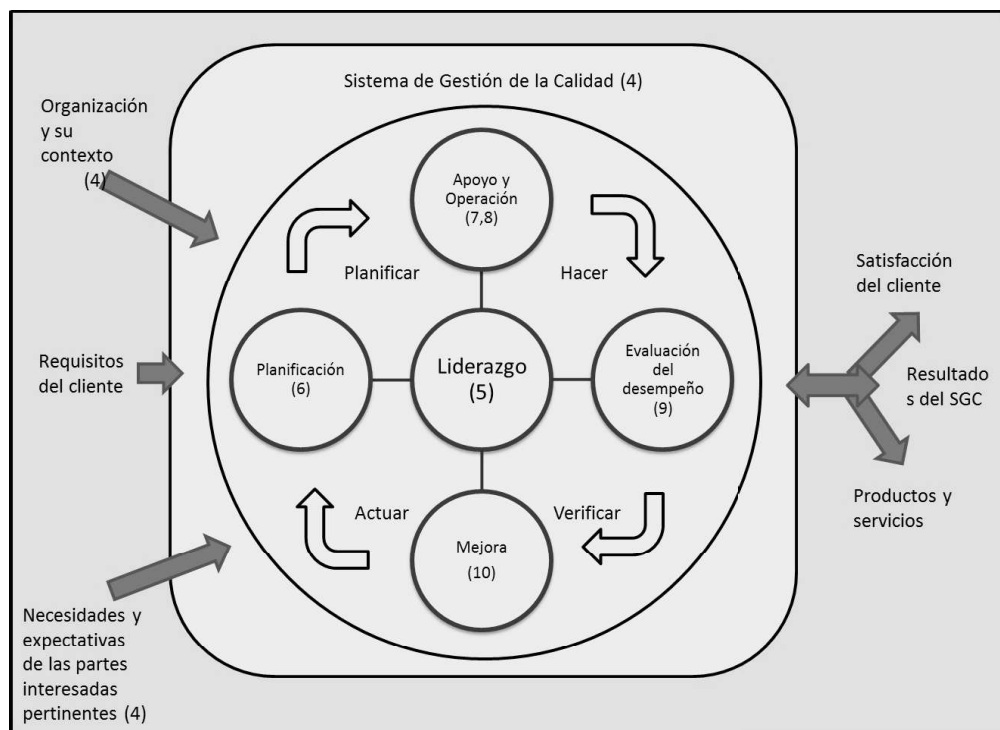 Sistema de Gestión de la Calidad (4)
Organización
y su
contexto
(4)
Apoyo y
Operación
(7,8)
Planificar
Hacer
Satisfacción
del cliente
Requisitos
del cliente
Planificación
(6)
Liderazgo
(5)
Evaluación
del
desempeño
(9)
Resultado
s del SGC
Actuar
Verificar
Productos y
servicios
Mejora
(10)
Necesidades y
expectativas
de las partes
interesadas
pertinentes (4)